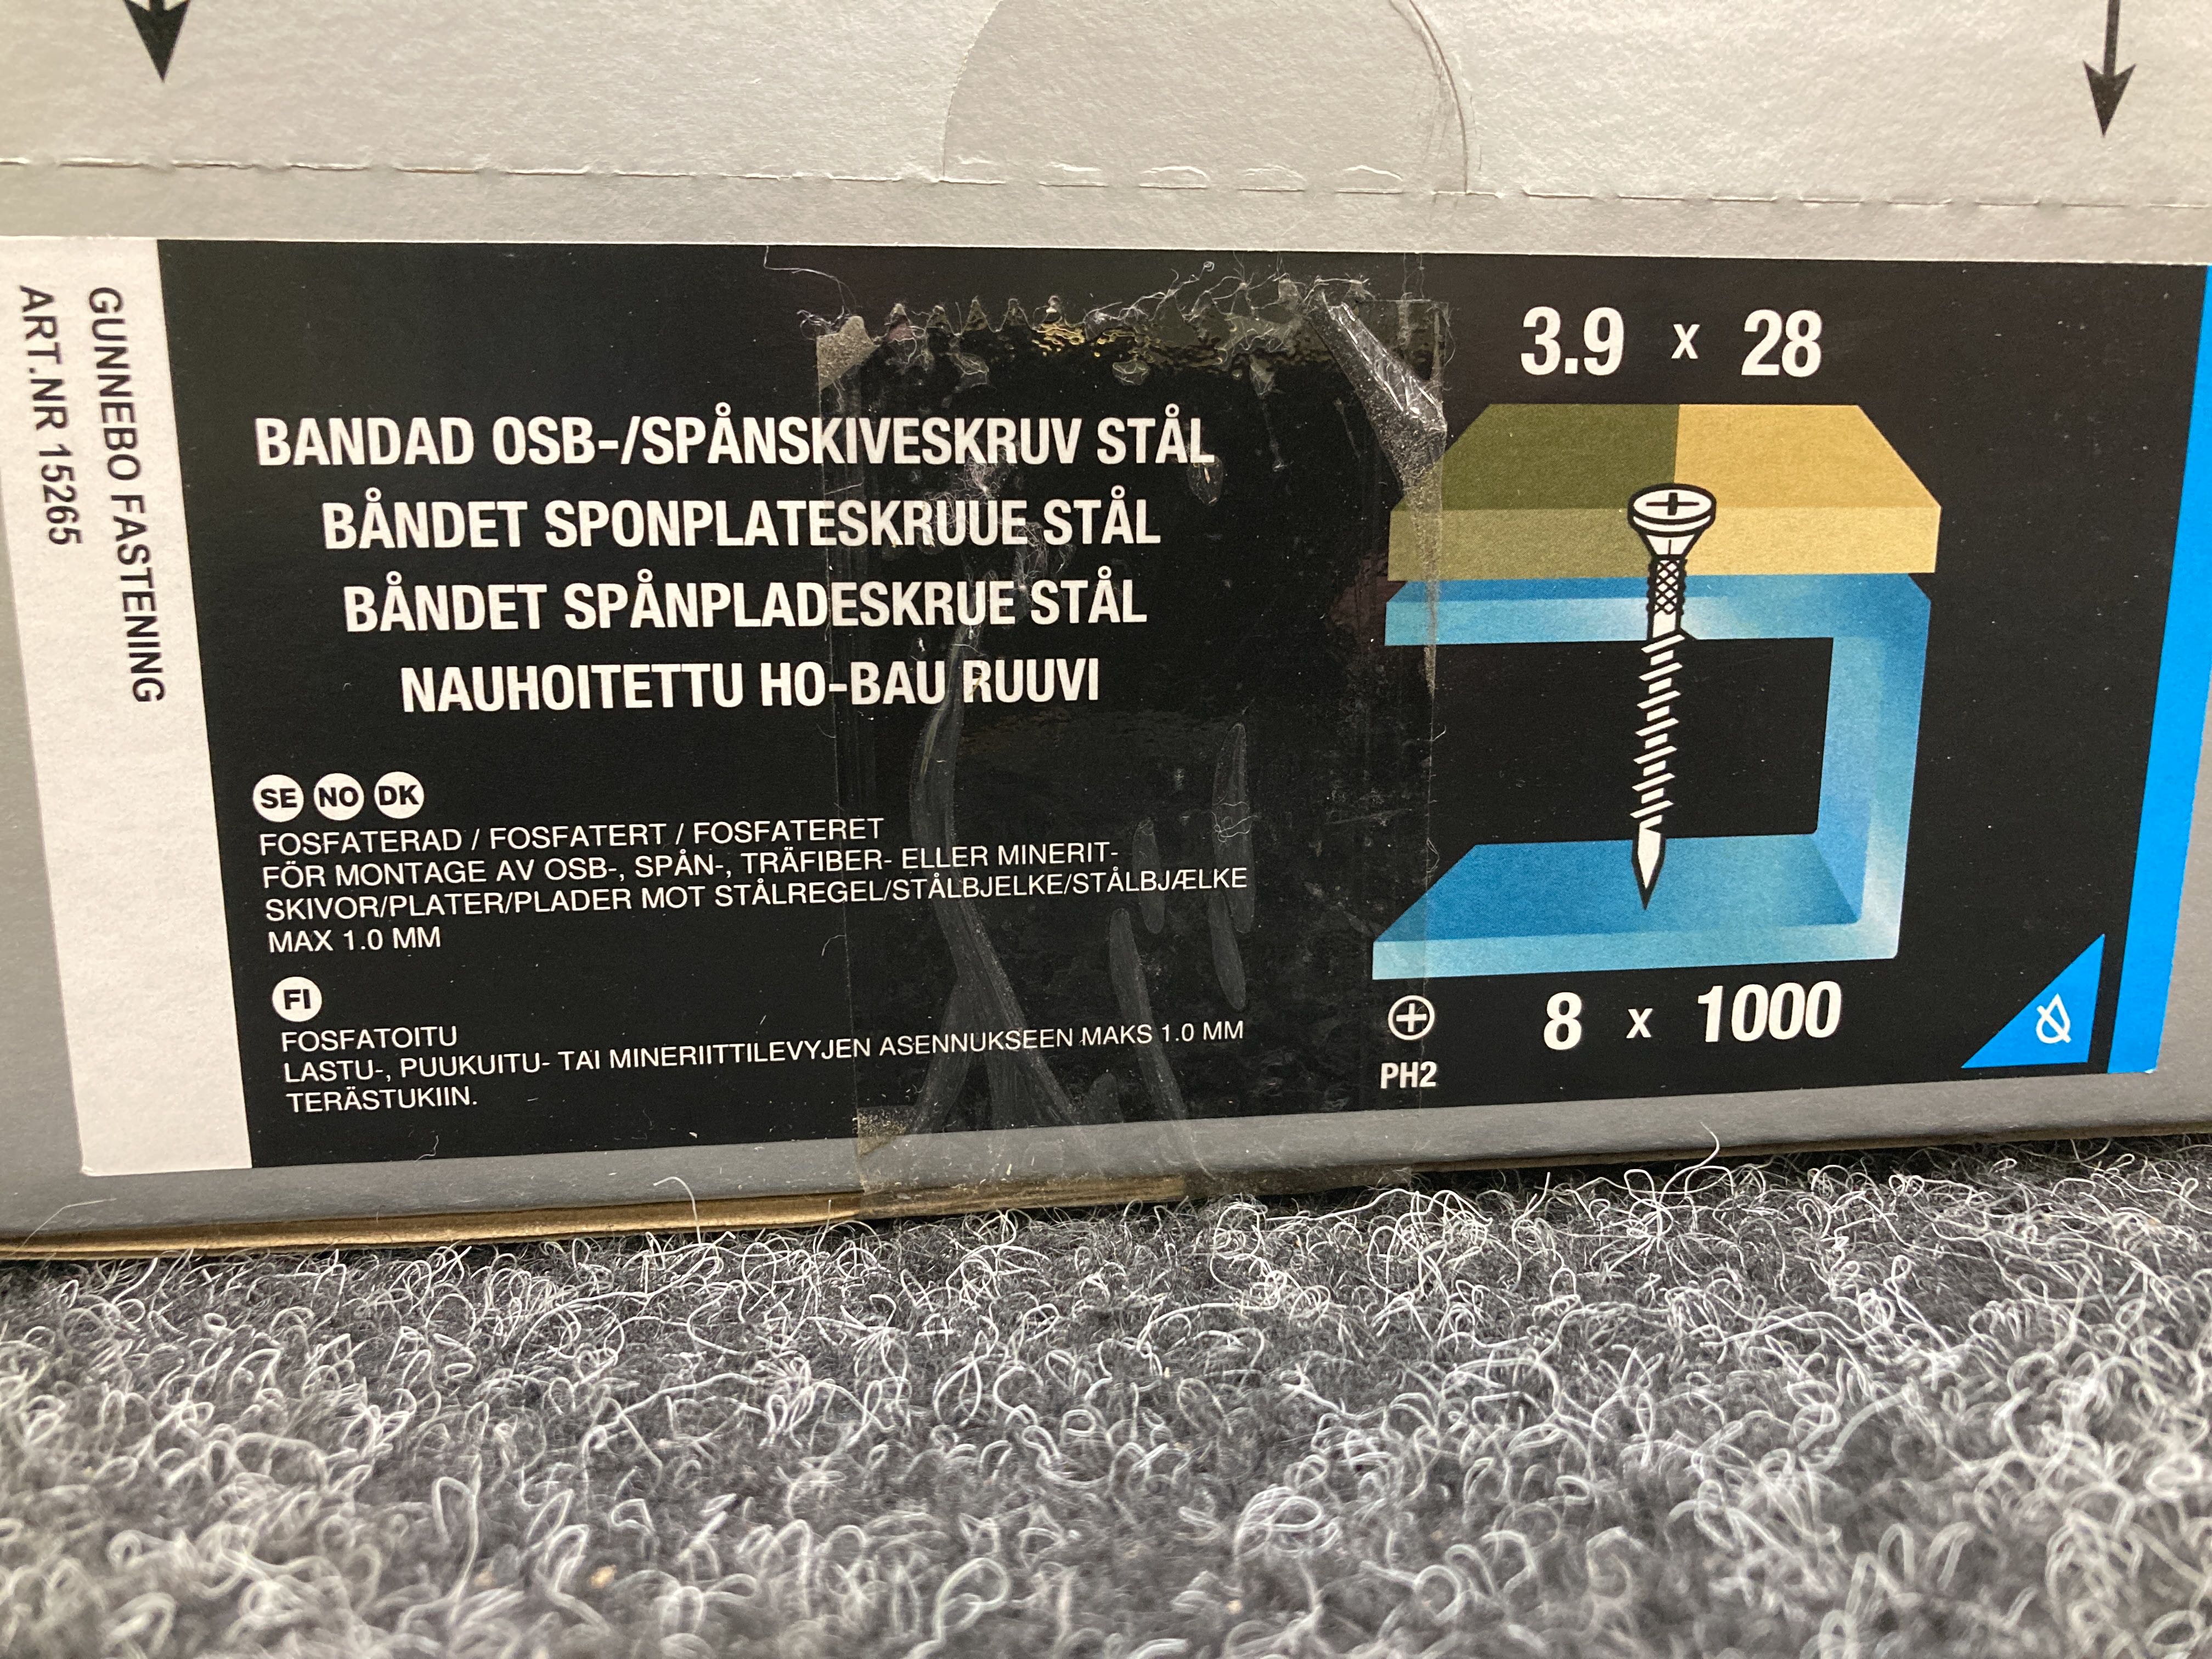 GUNNEBO FASTENING
ART.NR 15265
BANDAD OSB-/SPÅNSKIVESKRUV STÅL
BÅNDET SPONPLATESKRUUE STÅL
BÅNDET SPÅNPLADESKRUE STÅL
NAUHOITETTU HO-BAU RUUVI
SE NO DK
FOSFATERAD / FOSFATERT / FOSFATERET
FÖR MONTAGE AV OSB-, SPÅN-, TRÄFIBER- ELLER MINERIT-
SKIVOR/PLATER/PLADER MOT STÅLREGEL/STÅLBJELKE/STÅLBJÆLKE
MAX 1.0 MM
FI
FOSFATOITU
LASTU-, PUUKUITU- TAI MINERIITTILEVYJEN ASENNUKSEEN MAKS 1.0 MM
TERÄSTUKIIN.
3.9 x 28
8 x 1000
PH2